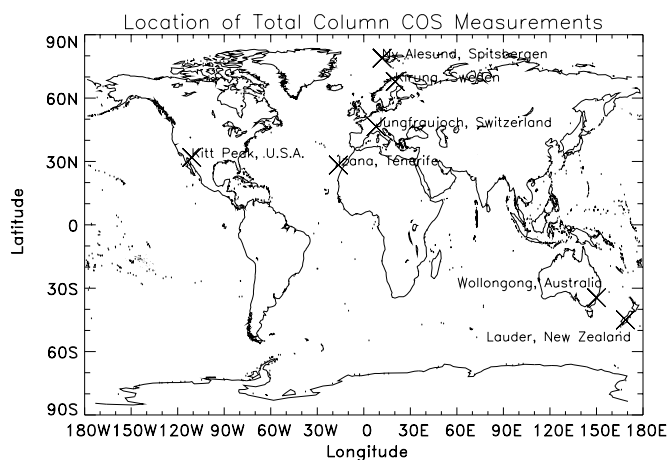 Location of Total Column COS Measurements
90N
Ny Alesund, Spitsbergen
Kiruna, Sweden
60N
Jungfraujoch, Switzerland
Kitt Peak, U.S.A.
30N
Izana, Tenerife
Latitude
0
Wollongong, Australia
30S
Lauder, New Zealand
60S
90S
180W 150W 120W 90W 60W 30W 0 30E 60E 90E 120E 150E 180E
Longitude